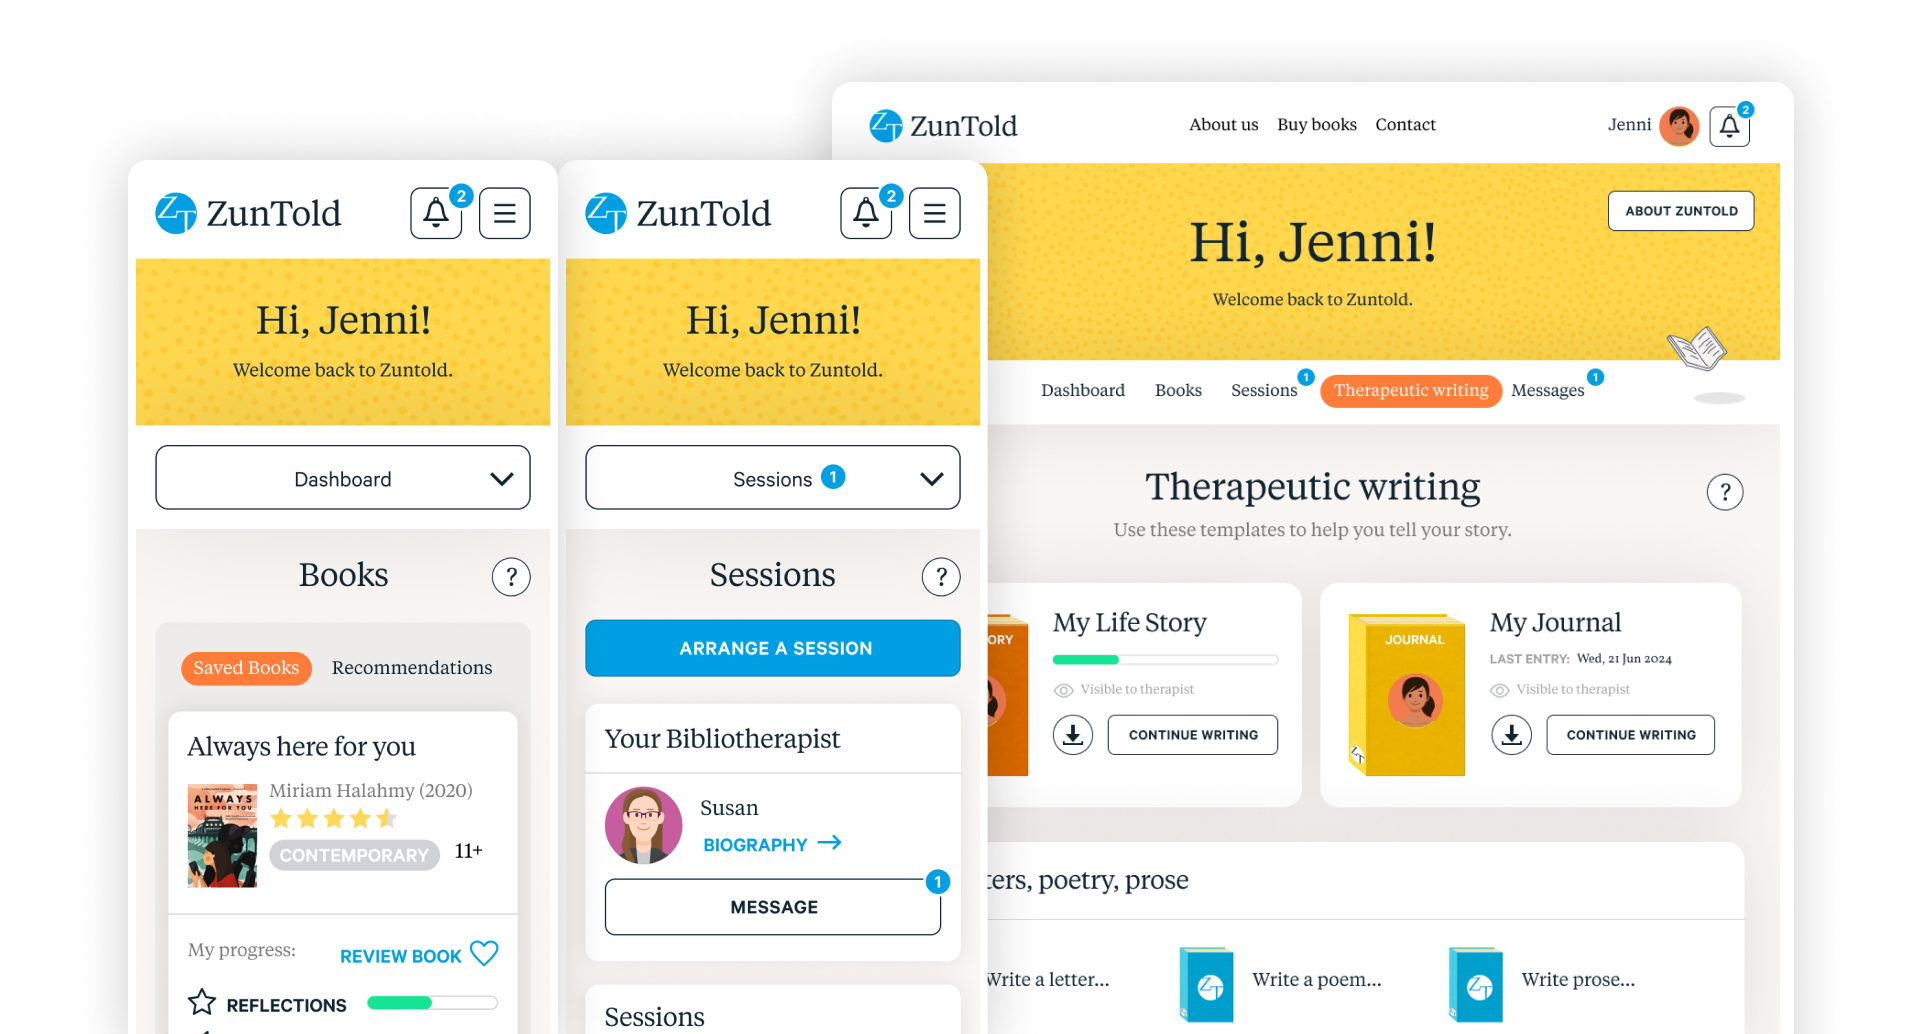 ZT ZunTold
2
Hi, Jenni!
Welcome back to Zuntold.
Dashboard
Books
?
Saved Books
Recommendations
Always here for you
ALWAYS
HERE FOR YOU
Miriam Halahmy (2020)
CONTEMPORARY
11+
My progress:
REVIEW BOOK
REFLECTIONS
ZT ZunTold
2
Hi, Jenni!
Welcome back to Zuntold.
Sessions 1
Sessions
?
ARRANGE A SESSION
Your Bibliotherapist
Susan
BIOGRAPHY
1
MESSAGE
Sessions
ZT ZunTold
About us
Buy books
Contact
Jenni
2
ABOUT ZUNTOLD
Hi, Jenni!
Welcome back to Zuntold.
Dashboard
Books
Sessions 1
Therapeutic writing
Messages 1
Therapeutic writing
?
Use these templates to help you tell your story.
ORY
My Life Story
Visible to therapist
CONTINUE WRITING
JOURNAL
ZT
My Journal
LAST ENTRY: Wed, 21 Jun 2024
Visible to therapist
CONTINUE WRITING
ters, poetry, prose
Write a letter...
ZT
Write a poem...
ZT
Write prose...